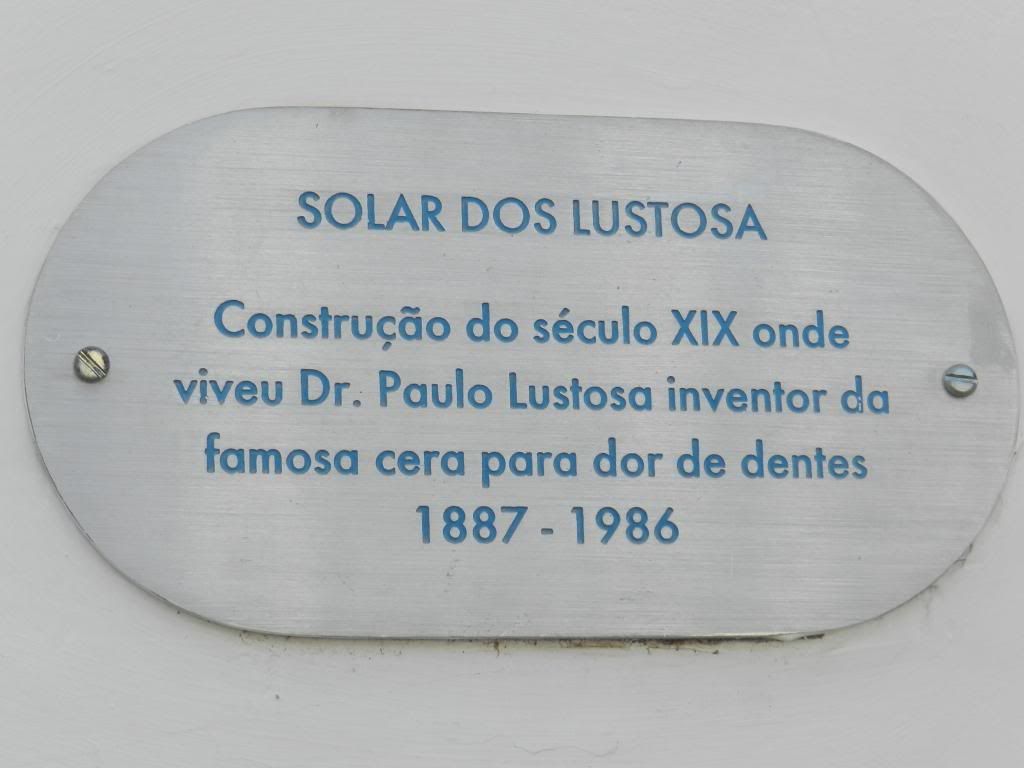 SOLAR DOS LUSTOSA
Construção do século XIX onde
viveu Dr. Paulo Lustosa inventor da
famosa cera para dor de dentes
1887 - 1986